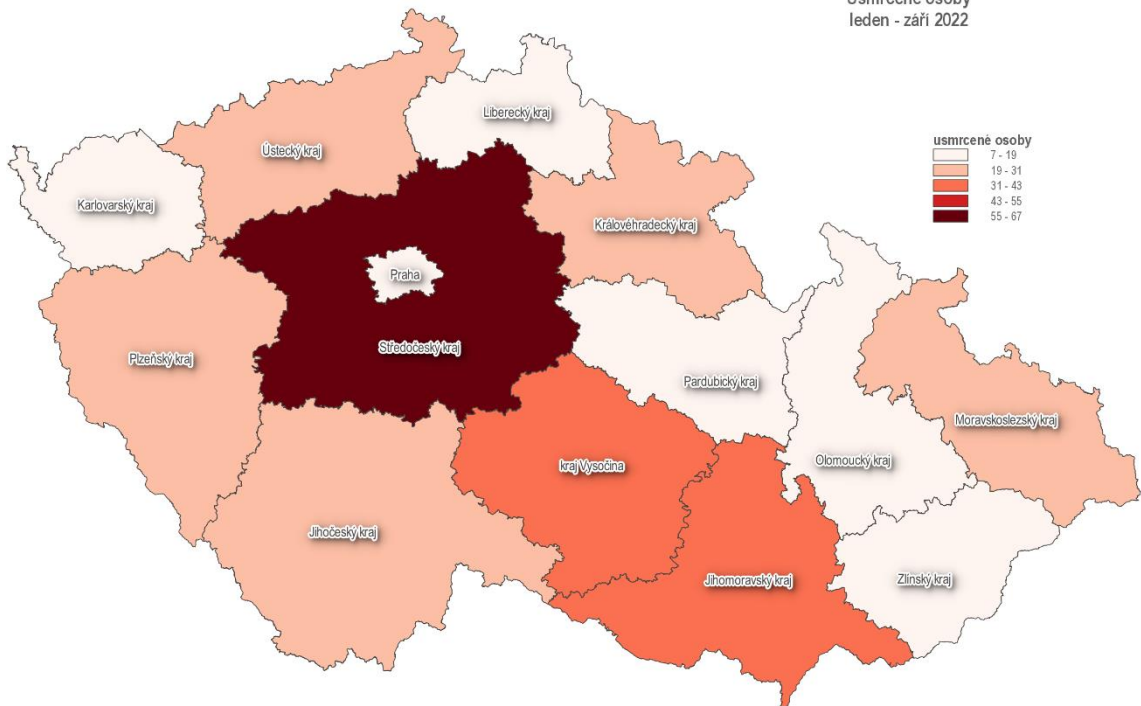 Usmrcené osoby
leden - září 2022
usmrcené osoby
7 - 19
19 - 31
31 - 43
43 - 55
55 - 67
Liberecký kraj
Ústecký kraj
Karlovarský kraj
Královéhradecký kraj
Praha
Středočeský kraj
Plzeňský kraj
Pardubický kraj
Moravskoslezský kraj
Olomoucký kraj
kraj Vysočina
Jihočeský kraj
Jihomoravský kraj
Zlínský kraj